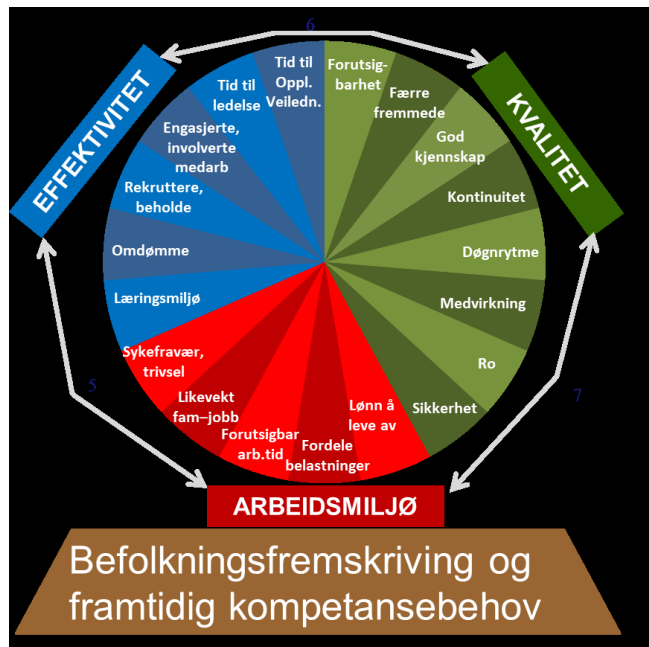 6
EFFEKTIVITET
KVALITET
Tid til
Oppl.
Veiledn.
Forutsig-
barhet
Færre
fremmede
God
kjennskap
Kontinuitet
Døgnrytme
Medvirkning
Ro
Sikkerhet
Lønn å
leve av
Fordele
belastninger
Forutsigbar
arb.tid
Likevekt
fam–jobb
Sykefravær,
trivsel
Læringsmiljø
Omdømme
Rekruttere,
beholde
Engasjerte,
involverte
medarb
Tid til
ledelse
5
7
ARBEIDSMILJØ
Befolkningsfremskriving og
framtidig kompetansebehov